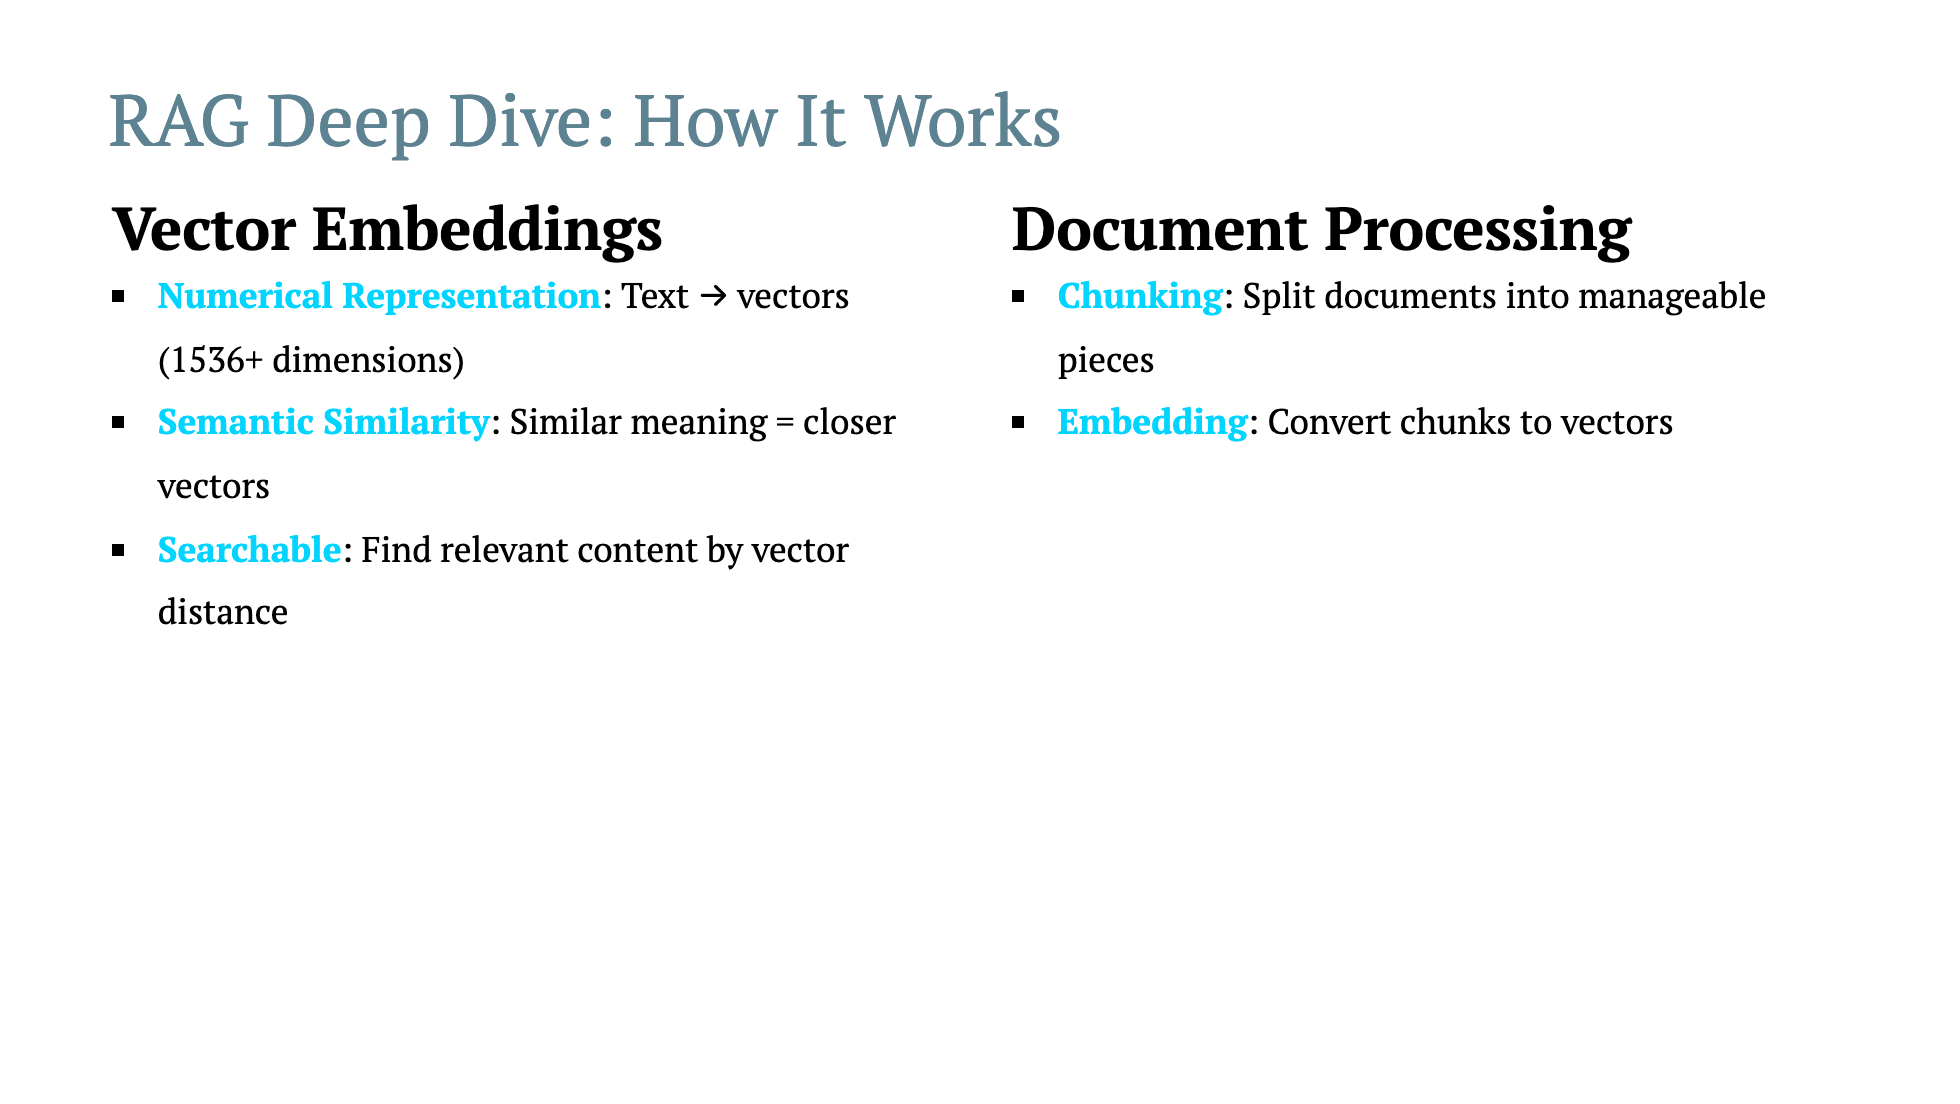 RAG Deep Dive: How It Works
Vector Embeddings
▪ Numerical Representation: Text → vectors
(1536+ dimensions)
▪ Semantic Similarity: Similar meaning = closer
vectors
▪ Searchable: Find relevant content by vector
distance
Document Processing
▪ Chunking: Split documents into manageable
pieces
▪ Embedding: Convert chunks to vectors